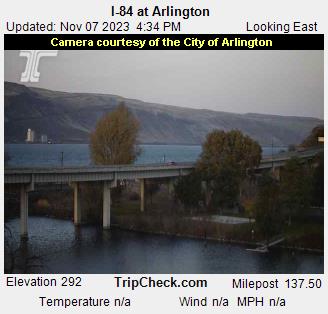 I-84 at Arlington
Updated: Nov 07 2023 4:34 PM Looking East
Camera courtesy of the City of Arlington
Elevation 292 TripCheck.com Milepost 137.50
Temperature n/a Wind n/a MPH n/a